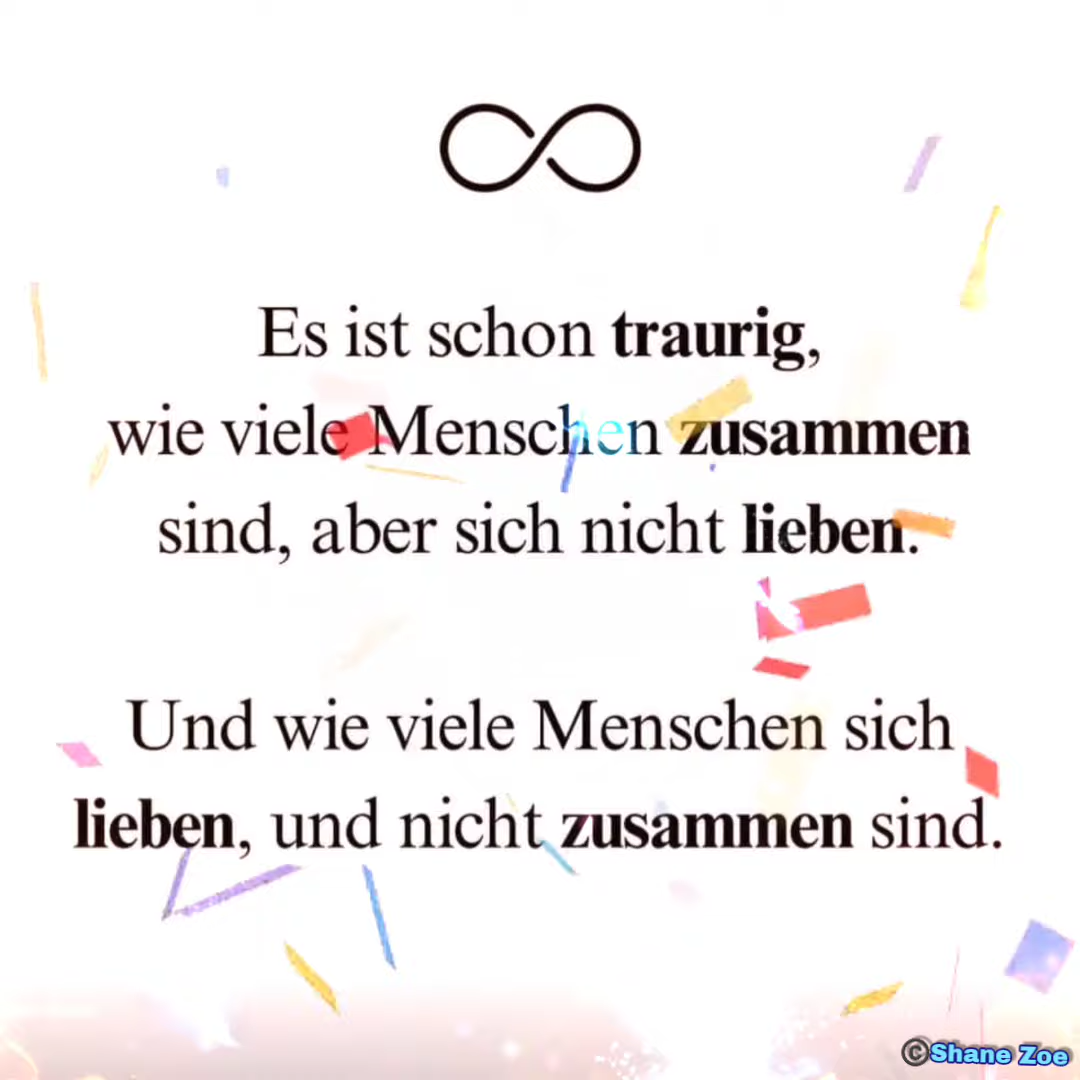 Es ist schon traurig,
wie viele Menschen zusammen
sind, aber sich nicht lieben.
Und wie viele Menschen sich
lieben, und nicht zusammen sind.
©Shane Zoe